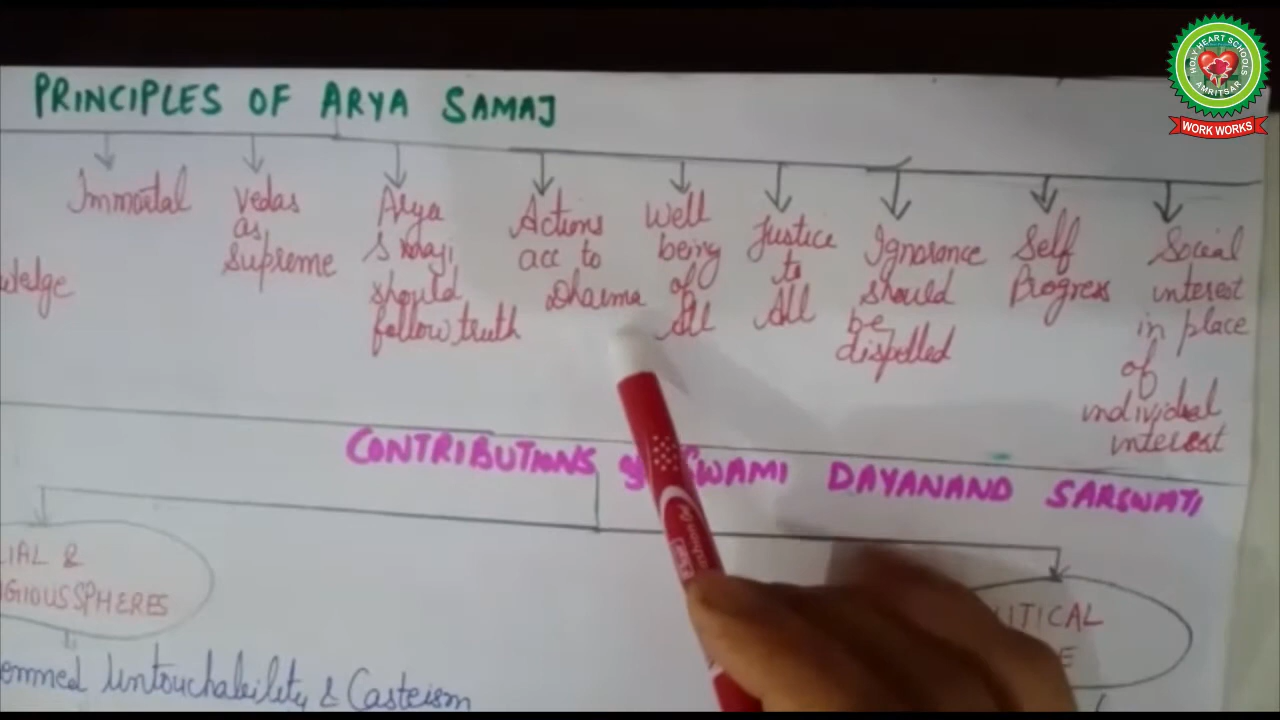 HOLY HEART SCHOOLS
AMRITSAR
WORK WORKS
PRINCIPLES OF ARYA SAMAJ
Immortal
Vedas
as
Supreme
Arya
Smaji
should
follow truth
Actions
acc to
Dharma
Well
being
of
All
Justice
to
All
Ignorance
should
be
dispelled
Self
Progress
Social
interest
in place
of
individual
interest
CONTRIBUTIONS SWAMI DAYANAND SARSWATI
&
SPHERES
Untouchability & Casteism